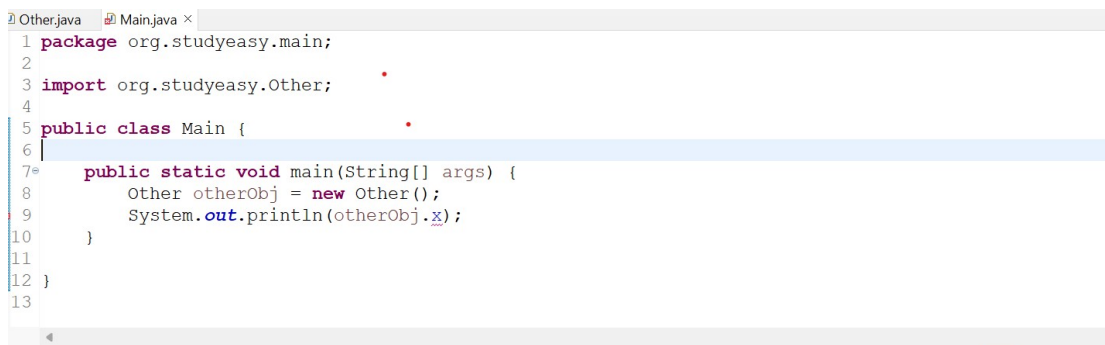 Other.java Main.java ×
1 package org.studyeasy.main;
2
3 import org.studyeasy.Other;
4
5 public class Main {
6
7 public static void main(String[] args) {
8 Other otherObj = new Other();
9 System.out.println(otherObj.x);
10 }
11
12 }
13